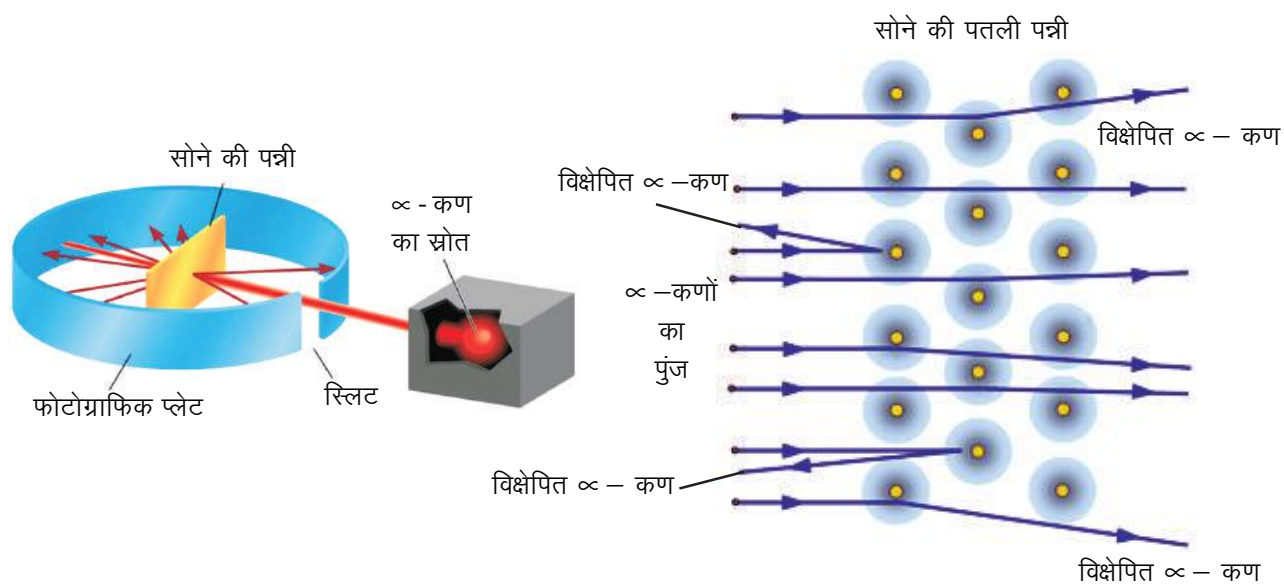 सोने की पन्नी
∝ - कण
का स्रोत
फोटोग्राफिक प्लेट
स्लिट
सोने की पतली पन्नी
विक्षेपित ∝ – कण
विक्षेपित ∝ –कण
∝ –कणों
का
पुंज
विक्षेपित ∝ – कण
विक्षेपित ∝ – कण